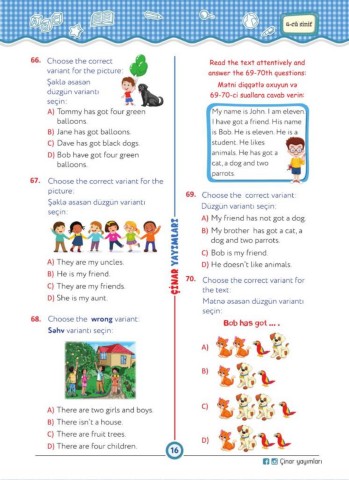 4-cü sinif
66. Choose the correct
variant for the picture:
Şəklə əsasən
düzgün variantı
seçin:
A) Tommy has got four green
balloons.
B) Jane has got balloons.
C) Dave has got black dogs.
D) Bob have got four green
balloons.
67. Choose the correct variant for the
picture:
Şəklə əsasən düzgün variantı
seçin:
A) They are my uncles.
B) He is my friend.
C) They are my friends.
D) She is my aunt.
68. Choose the wrong variant:
Səhv variantı seçin:
A) There are two girls and boys.
B) There isn't a house.
C) There are fruit trees.
D) There are four children.
ÇİNAR YAYIMLARI
Read the text attentively and
answer the 69-70th questions:
Mətni diqqətlə oxuyun və
69-70-ci suallara cavab verin:
My name is John. I am eleven.
I have got a friend. His name
is Bob. He is eleven. He is a
student. He likes
animals. He has got a
cat, a dog and two
parrots.
69. Choose the correct variant:
Düzgün variantı seçin:
A) My friend has not got a dog.
B) My brother has got a cat, a
dog and two parrots.
C) Bob is my friend.
D) He doesn't like animals.
70. Choose the correct variant for
the text:
Mətnə əsasən düzgün variantı
seçin:
Bob has got ... .
A)
B)
C)
D)
16
Çinar yayımları